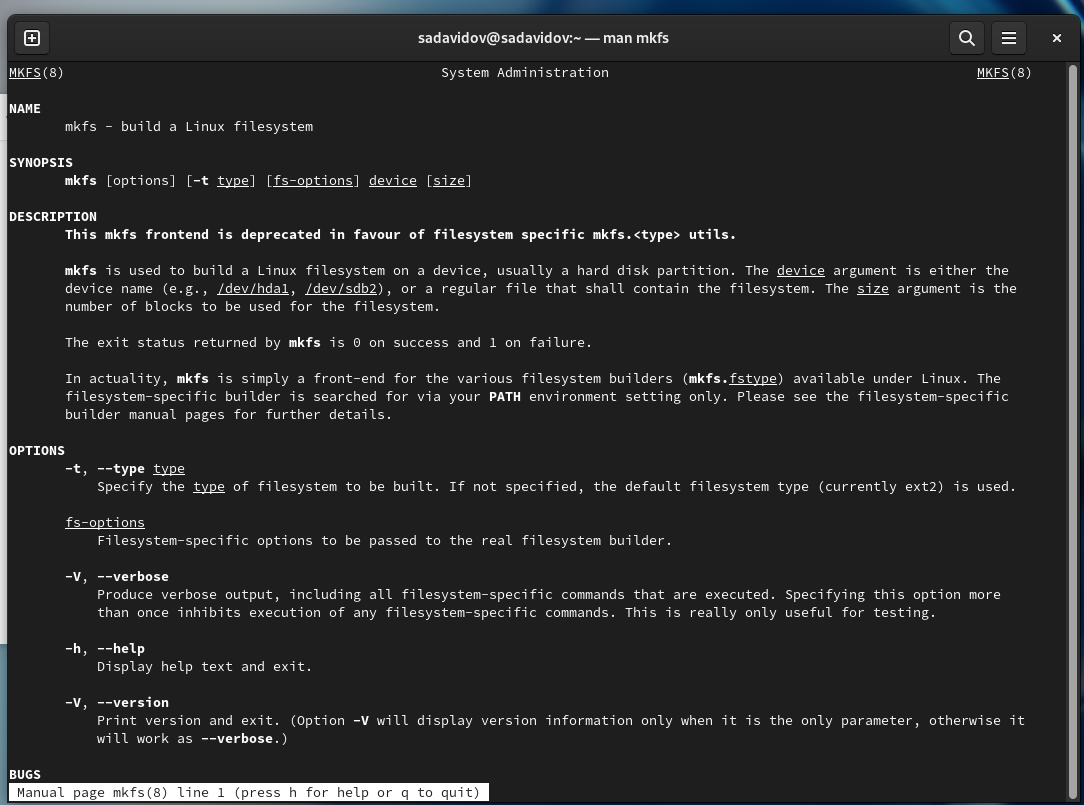 sadavidov@sadavidov:~ — man mkfs
MKFS(8) System Administration MKFS(8)
NAME
mkfs - build a Linux filesystem
SYNOPSIS
mkfs [options] [-t type] [fs-options] device [size]
DESCRIPTION
This mkfs frontend is deprecated in favour of filesystem specific mkfs.<type> utils.
mkfs is used to build a Linux filesystem on a device, usually a hard disk partition. The device argument is either the
device name (e.g., /dev/hda1, /dev/sdb2), or a regular file that shall contain the filesystem. The size argument is the
number of blocks to be used for the filesystem.
The exit status returned by mkfs is 0 on success and 1 on failure.
In actuality, mkfs is simply a front-end for the various filesystem builders (mkfs.fstype) available under Linux. The
filesystem-specific builder is searched for via your PATH environment setting only. Please see the filesystem-specific
builder manual pages for further details.
OPTIONS
-t, --type type
Specify the type of filesystem to be built. If not specified, the default filesystem type (currently ext2) is used.
fs-options
Filesystem-specific options to be passed to the real filesystem builder.
-V, --verbose
Produce verbose output, including all filesystem-specific commands that are executed. Specifying this option more
than once inhibits execution of any filesystem-specific commands. This is really only useful for testing.
-h, --help
Display help text and exit.
-V, --version
Print version and exit. (Option -V will display version information only when it is the only parameter, otherwise it
will work as --verbose.)
BUGS
Manual page mkfs(8) line 1 (press h for help or q to quit)